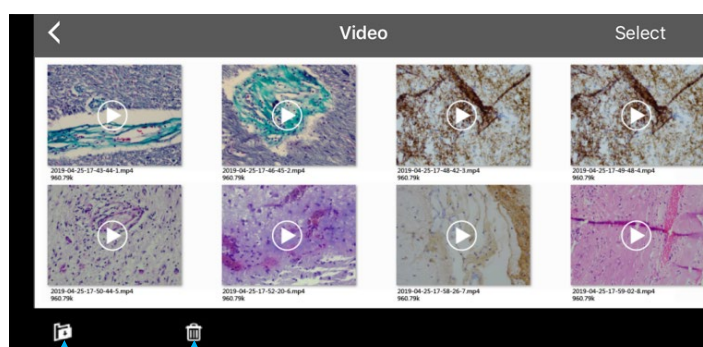 Video
Select
2019-04-25-17-43-44-1.mp4
960.79k
2019-04-25-17-46-45-2.mp4
960.79k
2019-04-25-17-48-42-3.mp4
960.79k
2019-04-25-17-49-48-4.mp4
960.79k
2019-04-25-17-50-44-5.mp4
960.79k
2019-04-25-17-52-20-6.mp4
960.79k
2019-04-25-17-58-26-7.mp4
960.79k
2019-04-25-17-59-02-8.mp4
960.79k